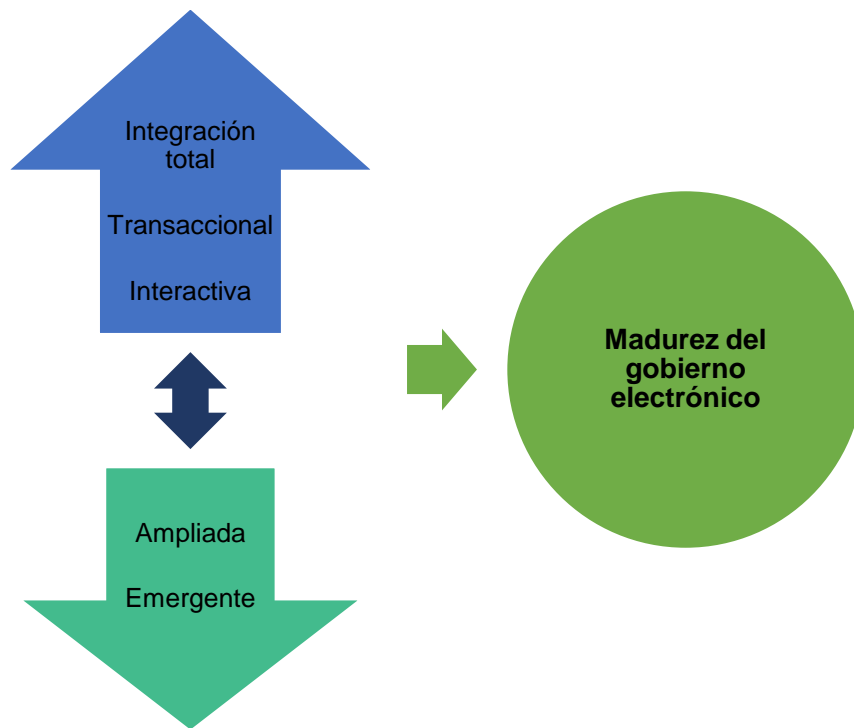 Integración
total
Transaccional
Interactiva
Madurez del
gobierno
electrónico
Ampliada
Emergente